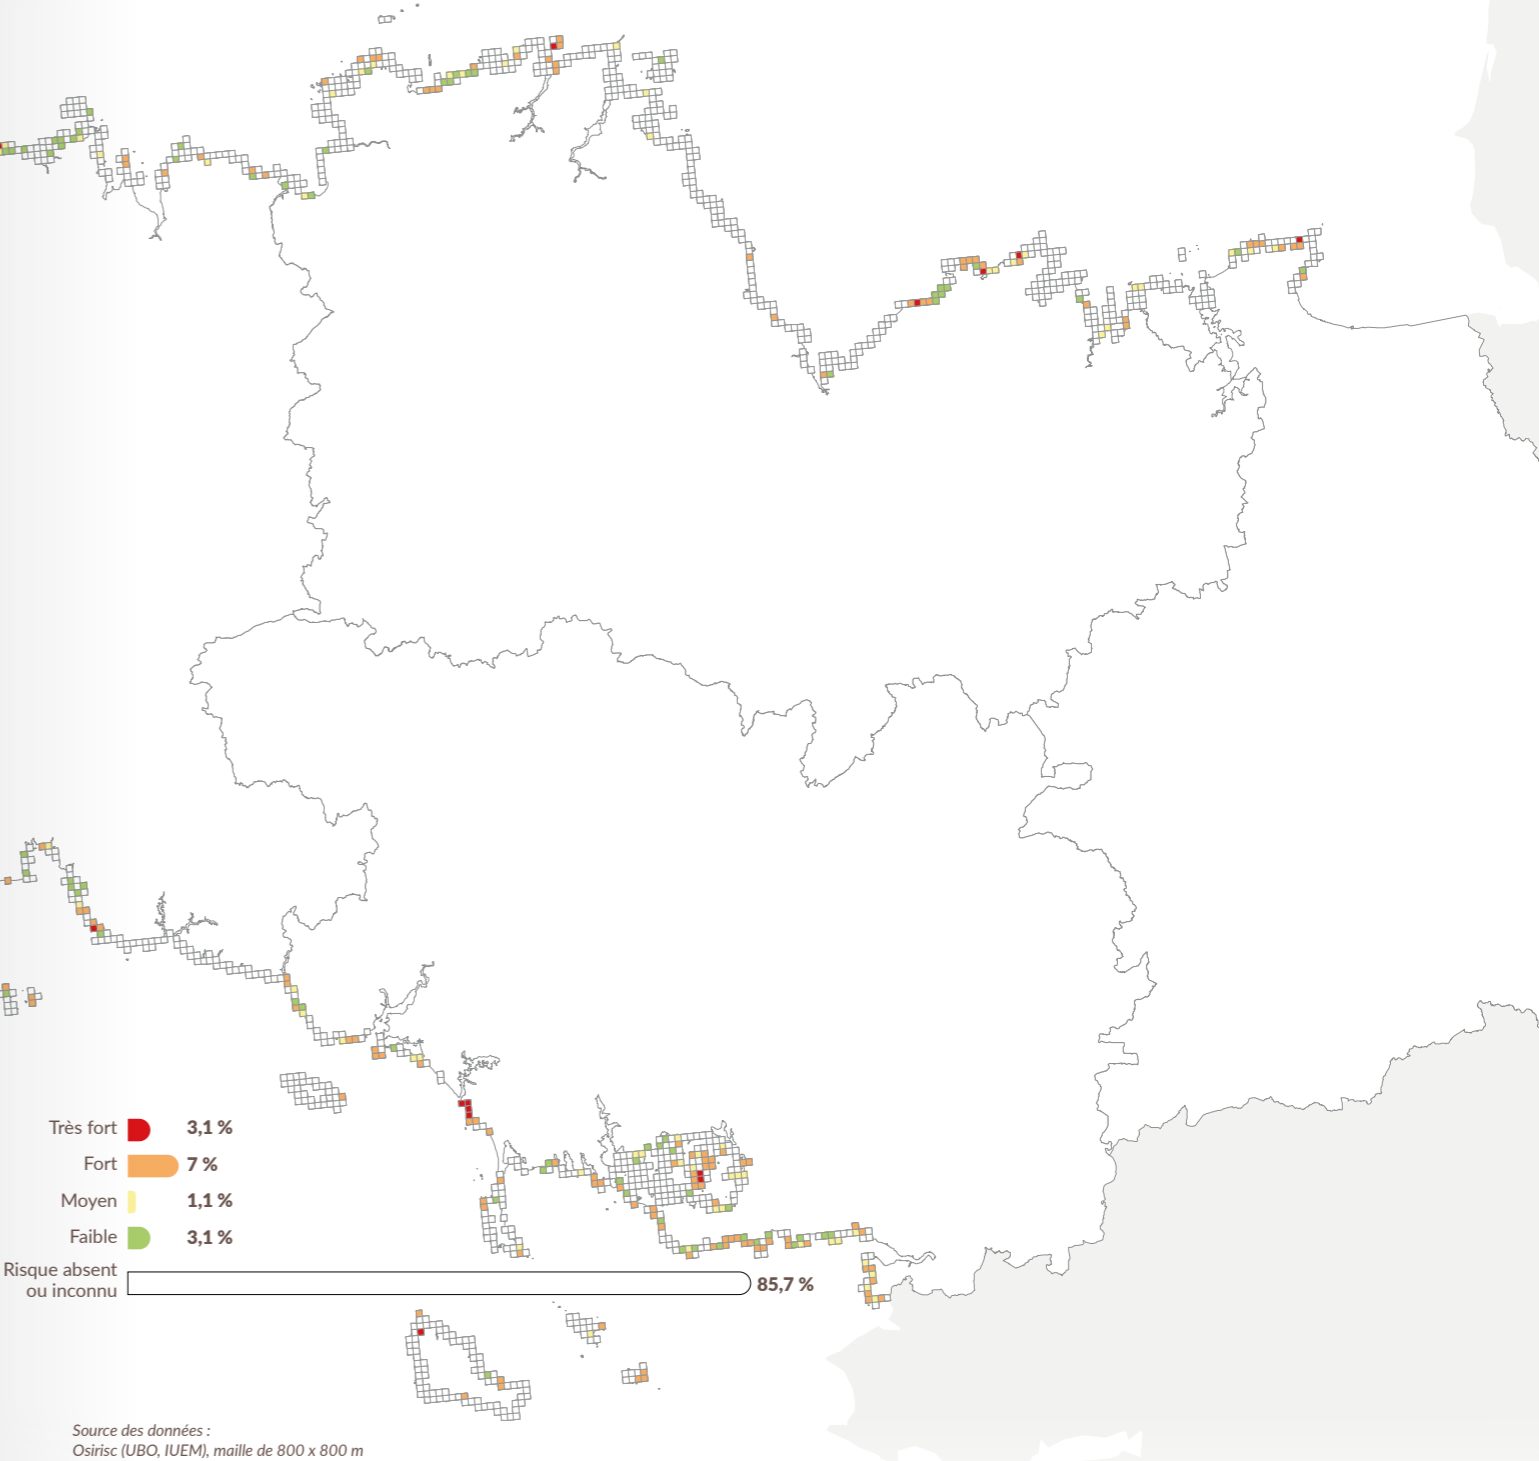 Très fort 3,1 %
Fort 7 %
Moyen 1,1 %
Faible 3,1 %
Risque absent
ou inconnu 85,7 %
Source des données :
Osirisc (UBO, IUEM), maille de 800 x 800 m